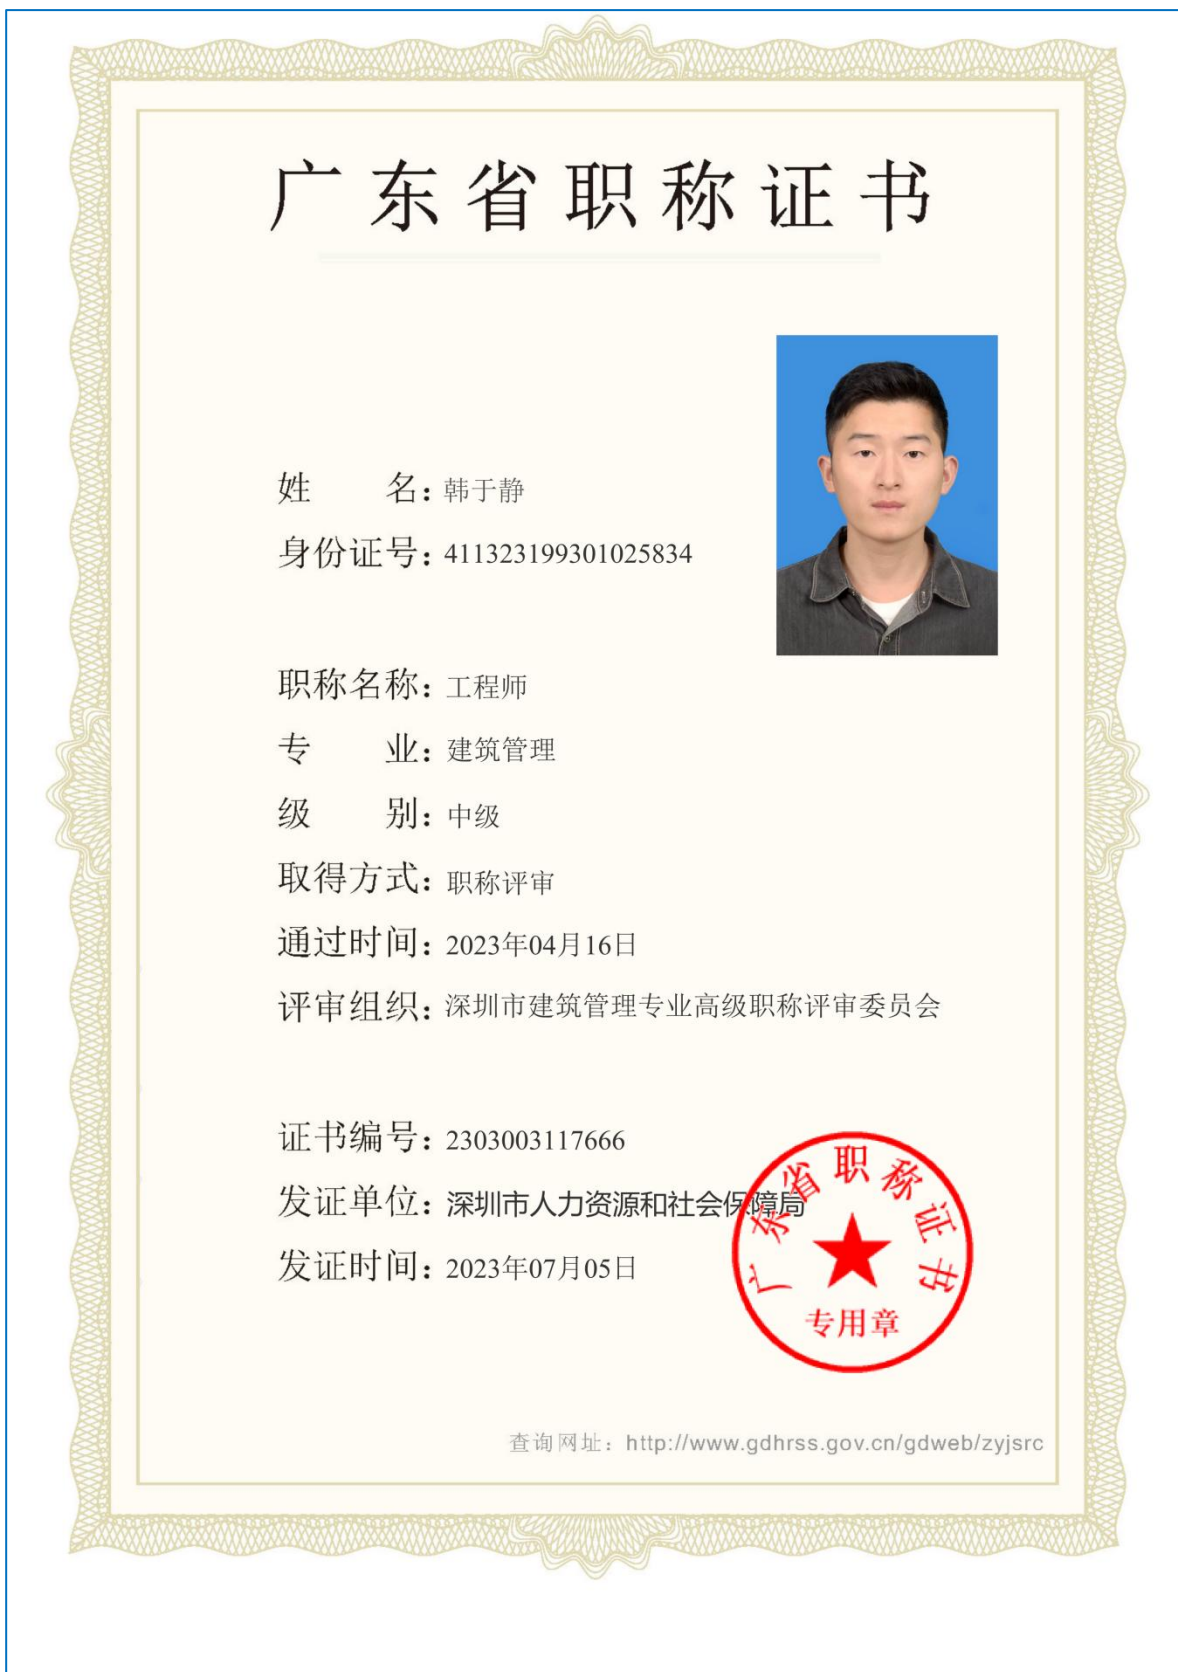 广东省职称证书
姓 名：韩于静
身份证号：411323199301025834
职称名称：工程师
专 业：建筑管理
级 别：中级
取得方式：职称评审
通过时间：2023年04月16日
评审组织：深圳市建筑管理专业高级职称评审委员会
证书编号：2303003117666
发证单位：深圳市人力资源和社会保障局
发证时间：2023年07月05日
广东省职称证书
专用章
查询网址：http://www.gdhrss.gov.cn/gdweb/zyjsrc